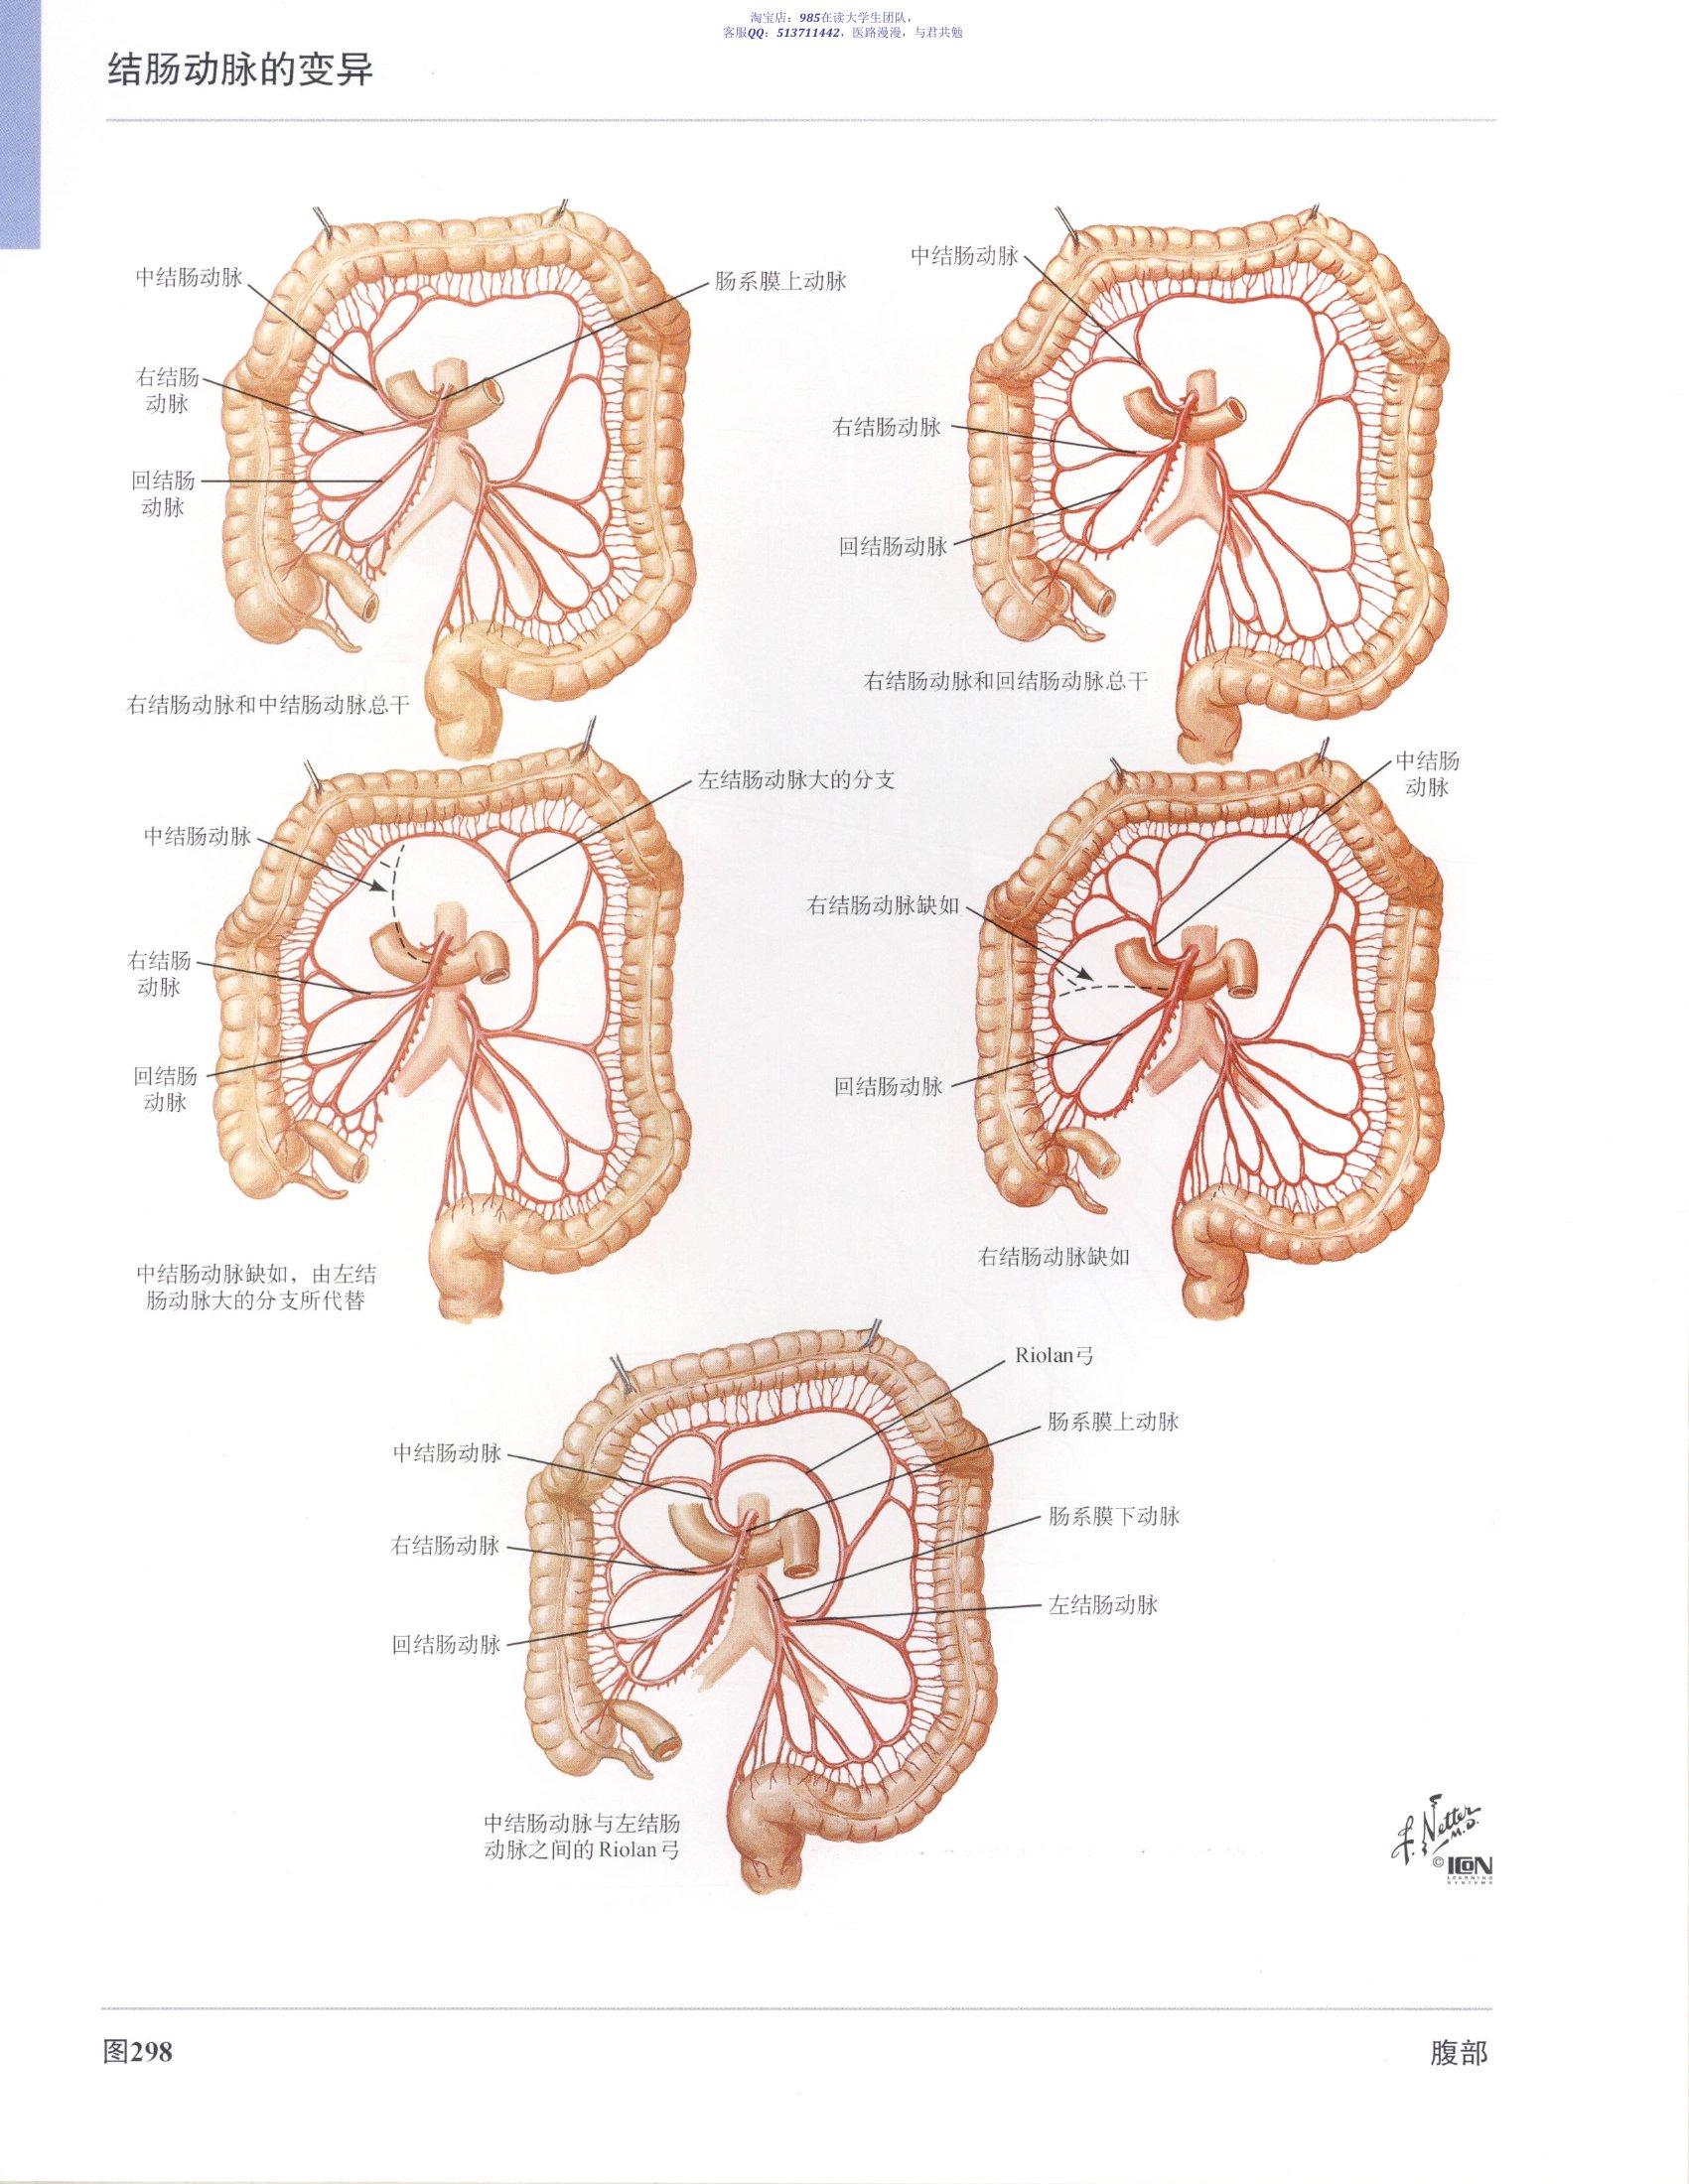 淘宝店：985在读大学生团队，
客服QQ：513711442，医路漫漫，与君共勉
结肠动脉的变异
中结肠动脉
肠系膜上动脉
右结肠
动脉
回结肠
动脉
右结肠动脉和中结肠动脉总干
中结肠动脉
右结肠动脉
回结肠动脉
右结肠动脉和回结肠动脉总干
左结肠动脉大的分支
中结肠动脉
右结肠
动脉
回结肠
动脉
中结肠动脉缺如，由左结
肠动脉大的分支所代替
中结肠
动脉
右结肠动脉缺如
回结肠动脉
右结肠动脉缺如
Riolan弓
肠系膜上动脉
中结肠动脉
肠系膜下动脉
右结肠动脉
左结肠动脉
回结肠动脉
中结肠动脉与左结肠
动脉之间的Riolan弓
F. Netter
M.D.
© ICON
LEARNING
SYSTEMS
图298
腹部